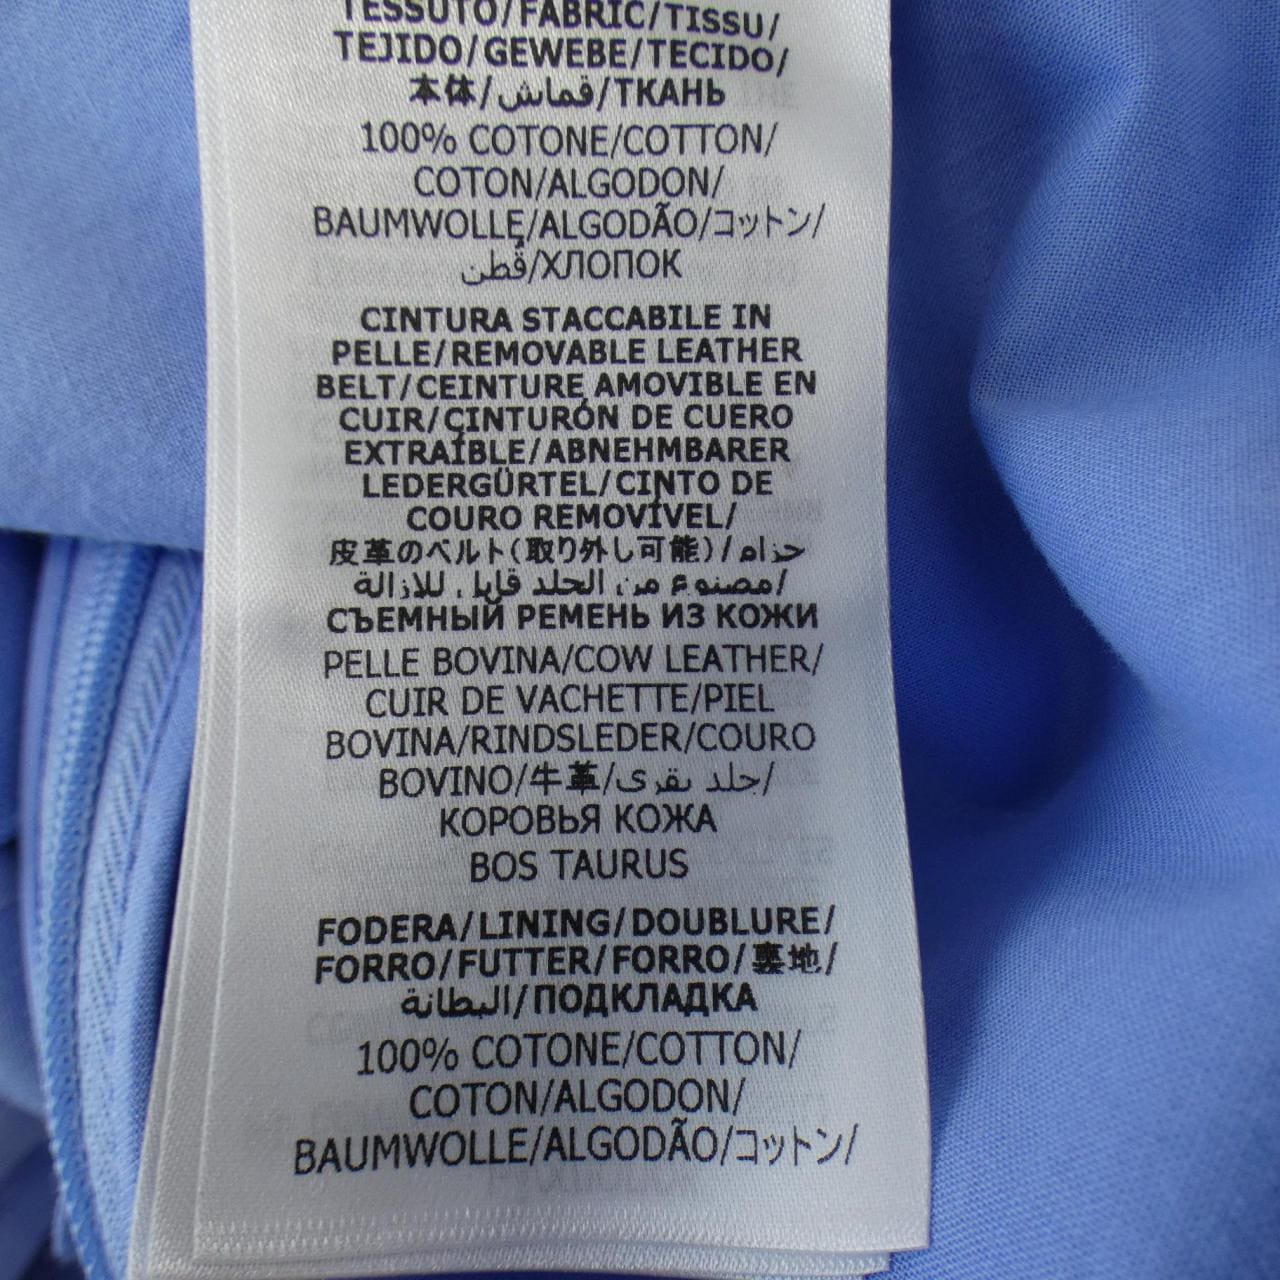 TESSUTO/FABRIC/TISSU/
TEJIDO/GEWEBE/TECIDO/
本体/قماش/ТКАНЬ
100% COTONE/COTTON/
COTON/ALGODON/
BAUMWOLLE/ALGODÃO/コットン/
قُطن/ХЛОПОК
CINTURA STACCABILE IN
PELLE/REMOVABLE LEATHER
BELT/CEINTURE AMOVIBLE EN
CUIR/CINTURÓN DE CUERO
EXTRAÍBLE/ABNEHMBARER
LEDERGÜRTEL/CINTO DE
COURO REMOVÍVEL/
皮革のベルト(取り外し可能)/حزام
مصنوع من الجلد قابل للازالة/
СЪЕМНЫЙ РЕМЕНЬ ИЗ КОЖИ
PELLE BOVINA/COW LEATHER/
CUIR DE VACHETTE/PIEL
BOVINA/RINDSLEDER/COURO
BOVINO/牛革/جلد بقرى/
КОРОВЬЯ КОЖА
BOS TAURUS
FODERA/LINING/DOUBLURE/
FORRO/FUTTER/FORRO/裏地/
البطانة/ПОДКЛАДКА
100% COTONE/COTTON/
COTON/ALGODON/
BAUMWOLLE/ALGODÃO/コットン/